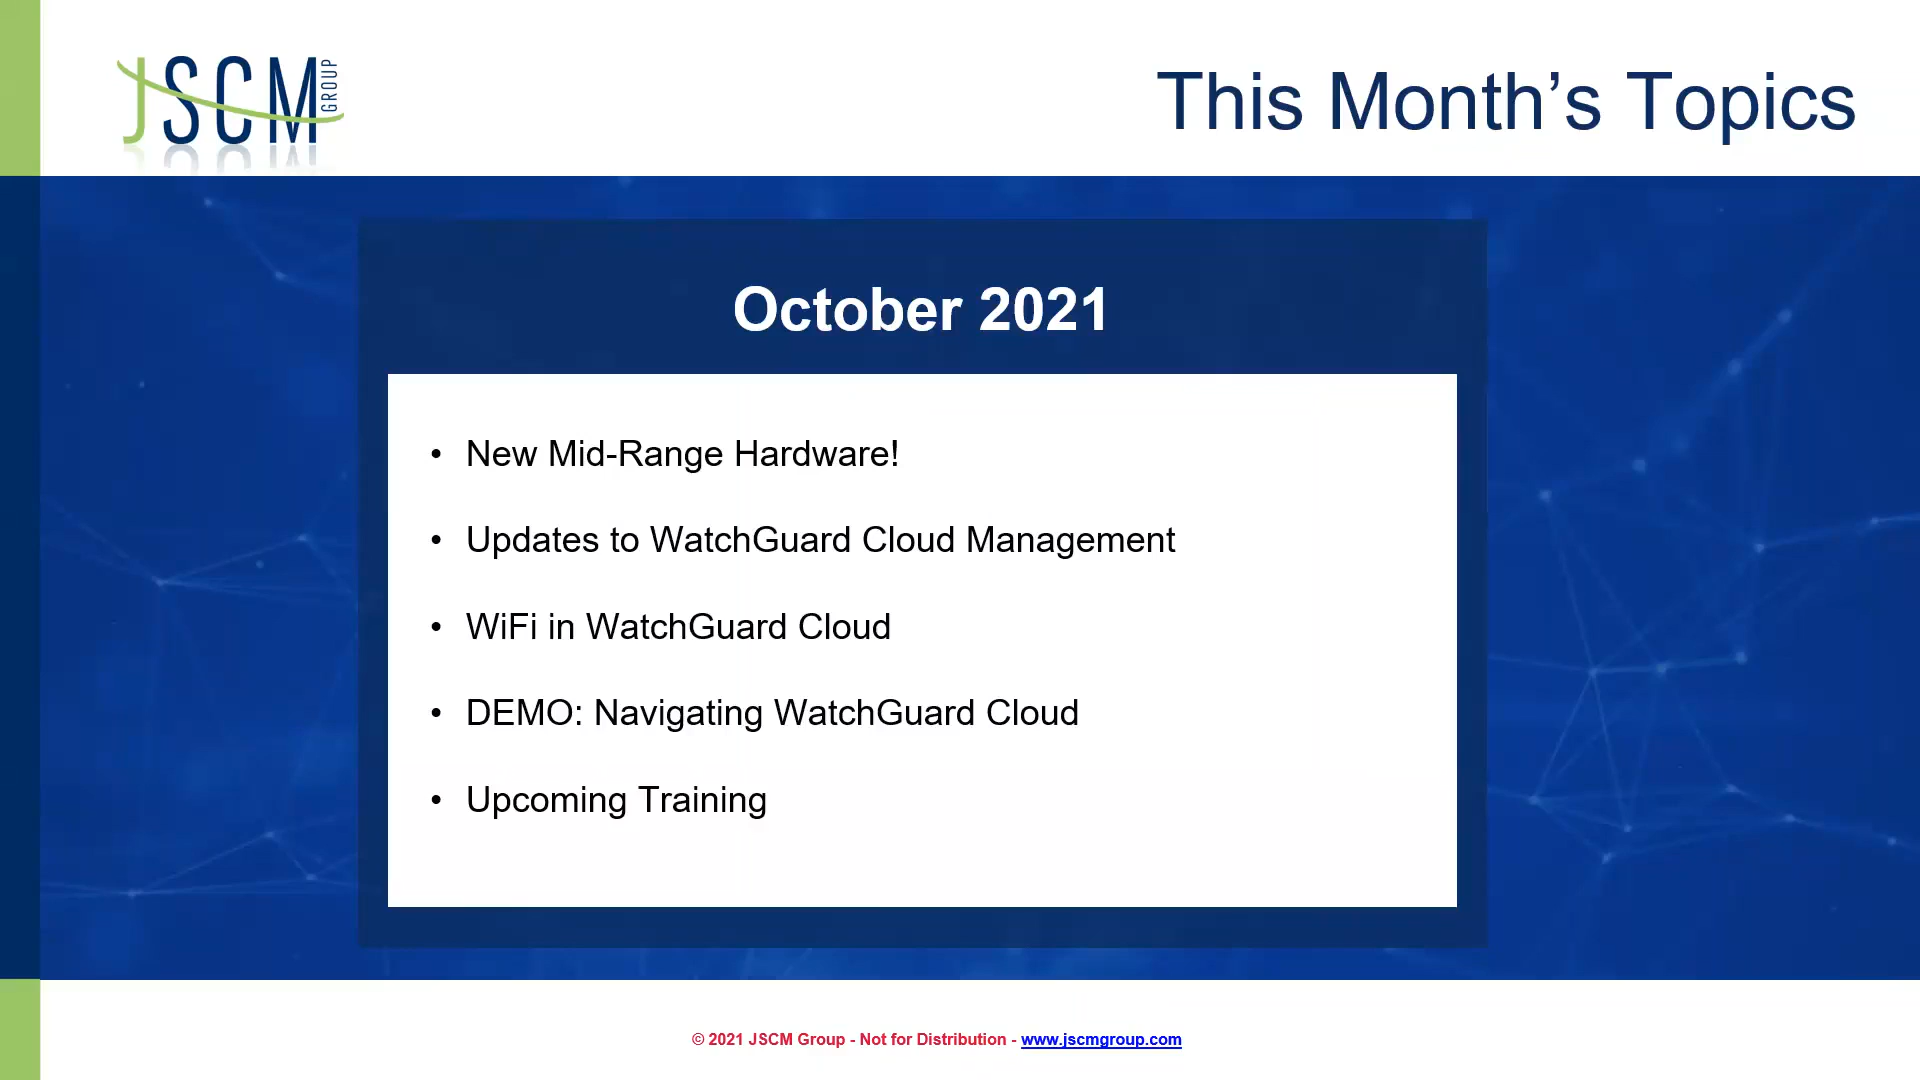 JSCM GROUP
This Month’s Topics
October 2021
• New Mid-Range Hardware!
• Updates to WatchGuard Cloud Management
• WiFi in WatchGuard Cloud
• DEMO: Navigating WatchGuard Cloud
• Upcoming Training
© 2021 JSCM Group - Not for Distribution - www.jscmgroup.com